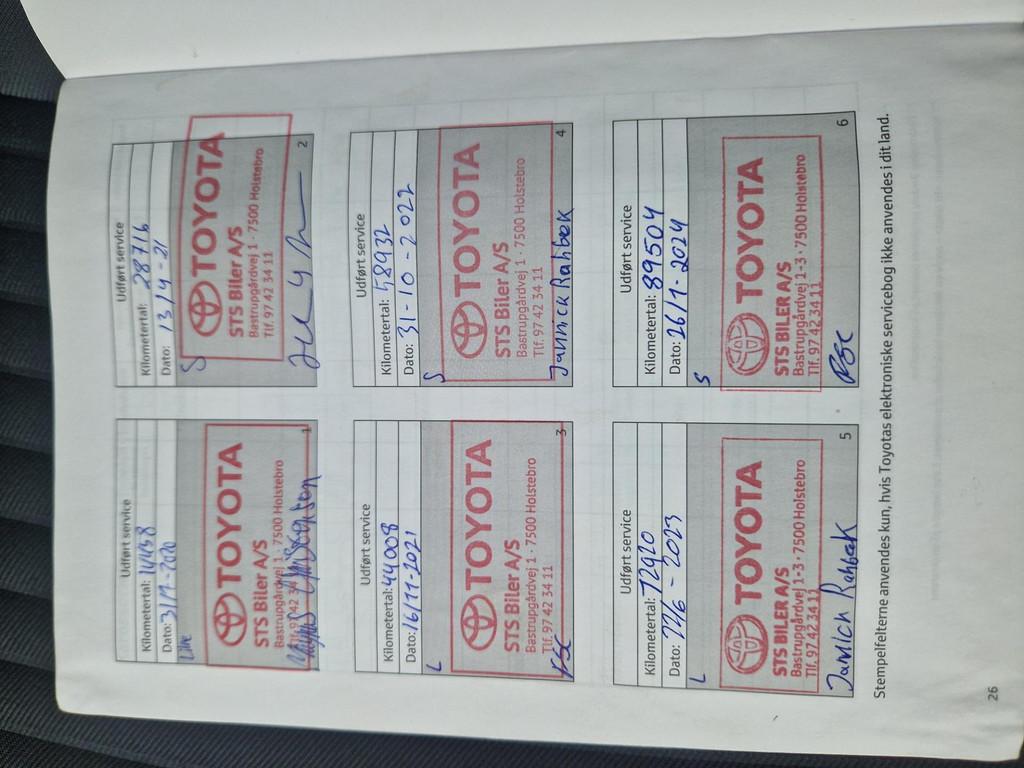 Udført service
Kilometertal: 14458
Dato: 31/7-2020
Lille
TOYOTA
STS Biler A/S
Bastrupgårdvej 1 · 7500 Holstebro
Tlf. 97 42 34 11
1
Udført service
Kilometertal: 28716
Dato: 13/4-21
S
TOYOTA
STS Biler A/S
Bastrupgårdvej 1 · 7500 Holstebro
Tlf. 97 42 34 11
2
Udført service
Kilometertal: 44008
Dato: 16/11-2021
L
TOYOTA
STS Biler A/S
Bastrupgårdvej 1 · 7500 Holstebro
Tlf. 97 42 34 11
3
Udført service
Kilometertal: 58932
Dato: 31-10-2022
S
TOYOTA
STS Biler A/S
Bastrupgårdvej 1 · 7500 Holstebro
Tlf. 97 42 34 11
Jannick Rahbek
4
Udført service
Kilometertal: 72420
Dato: 22/6-2023
L
TOYOTA
STS BILER A/S
Bastrupgårdvej 1-3 · 7500 Holstebro
Tlf. 97 42 34 11
Jannich Rahbek
5
Udført service
Kilometertal: 89504
Dato: 26/1-2024
S
TOYOTA
STS BILER A/S
Bastrupgårdvej 1-3 · 7500 Holstebro
Tlf. 97 42 34 11
6
Stempelfelterne anvendes kun, hvis Toyotas elektroniske servicebog ikke anvendes i dit land.
26